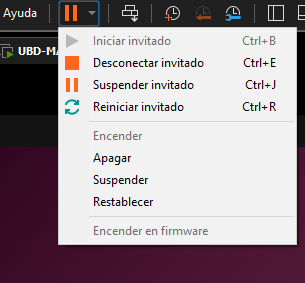 Ayuda
UBD-MA
Iniciar invitado Ctrl+B
Desconectar invitado Ctrl+E
Suspender invitado Ctrl+J
Reiniciar invitado Ctrl+R
Encender
Apagar
Suspender
Restablecer
Encender en firmware